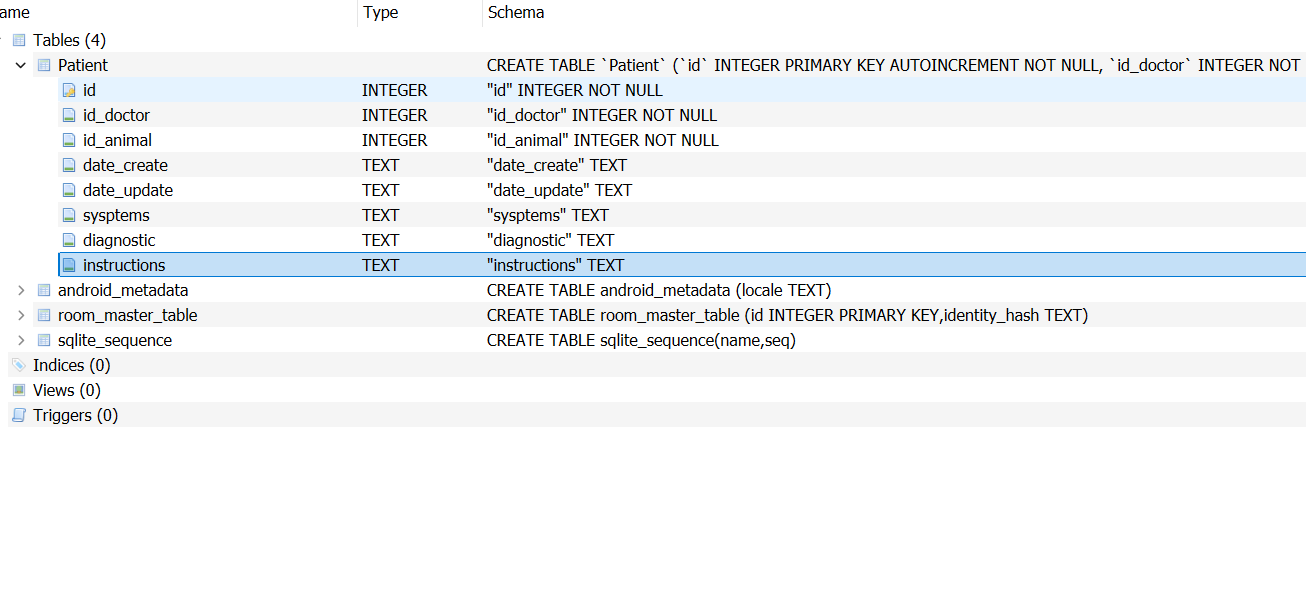 ame Type Schema
Tables (4)
Patient CREATE TABLE `Patient` (`id` INTEGER PRIMARY KEY AUTOINCREMENT NOT NULL, `id_doctor` INTEGER NOT
id INTEGER "id" INTEGER NOT NULL
id_doctor INTEGER "id_doctor" INTEGER NOT NULL
id_animal INTEGER "id_animal" INTEGER NOT NULL
date_create TEXT "date_create" TEXT
date_update TEXT "date_update" TEXT
sysptems TEXT "sysptems" TEXT
diagnostic TEXT "diagnostic" TEXT
instructions TEXT "instructions" TEXT
android_metadata CREATE TABLE android_metadata (locale TEXT)
room_master_table CREATE TABLE room_master_table (id INTEGER PRIMARY KEY,identity_hash TEXT)
sqlite_sequence CREATE TABLE sqlite_sequence(name,seq)
Indices (0)
Views (0)
Triggers (0)